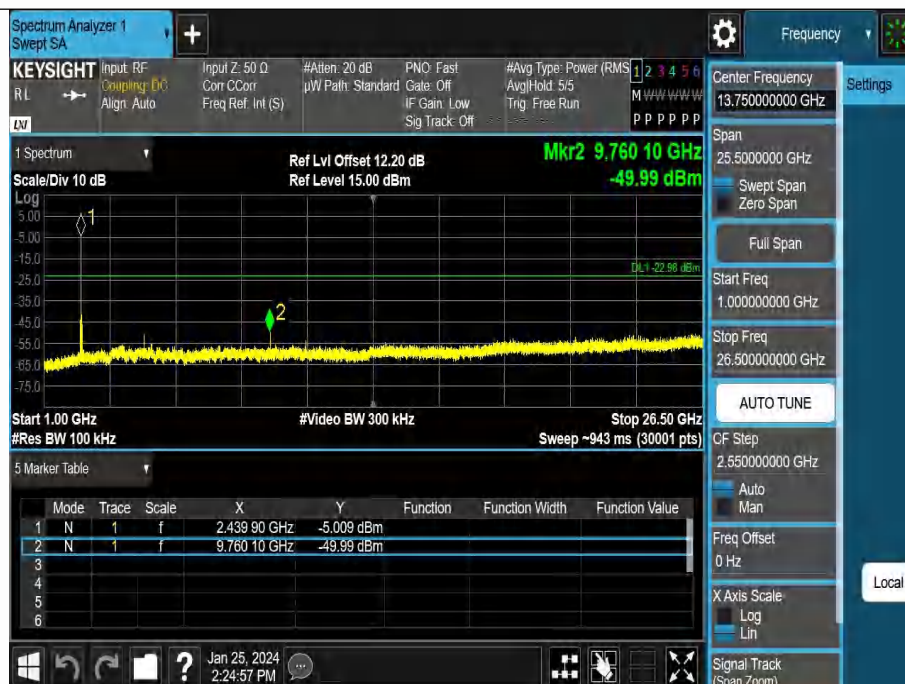 Spectrum Analyzer 1
Swept SA
+
Frequency
KEYSIGHT
RL
LXI
Input: RF
Coupling: DC
Align: Auto
Input Z: 50 Ω
Corr CCorr
Freq Ref: Int (S)
#Atten: 20 dB
µW Path: Standard
PNO: Fast
Gate: Off
IF Gain: Low
Sig Track: Off
#Avg Type: Power (RMS
Avg|Hold: 5/5
Trig: Free Run
1 2 3 4 5 6
M W W W W W
P P P P P P
Center Frequency
13.750000000 GHz
Settings
1 Spectrum
Scale/Div 10 dB
Ref Lvl Offset 12.20 dB
Ref Level 15.00 dBm
Mkr2 9.760 10 GHz
-49.99 dBm
Span
25.5000000 GHz
Swept Span
Zero Span
Full Span
Start Freq
1.000000000 GHz
Stop Freq
26.500000000 GHz
AUTO TUNE
CF Step
2.550000000 GHz
Auto
Man
Freq Offset
0 Hz
X Axis Scale
Log
Lin
Signal Track
(Span Zoom)
Local
Log
5.00
-5.00
-15.0
-25.0
-35.0
-45.0
-55.0
-65.0
-75.0
1
2
DL1 -22.98 dBm
Start 1.00 GHz
#Res BW 100 kHz
#Video BW 300 kHz
Stop 26.50 GHz
Sweep ~943 ms (30001 pts)
5 Marker Table
Mode Trace Scale X Y Function Function Width Function Value
1 N 1 f 2.439 90 GHz -5.009 dBm
2 N 1 f 9.760 10 GHz -49.99 dBm
3
4
5
6
?
Jan 25, 2024
2:24:57 PM